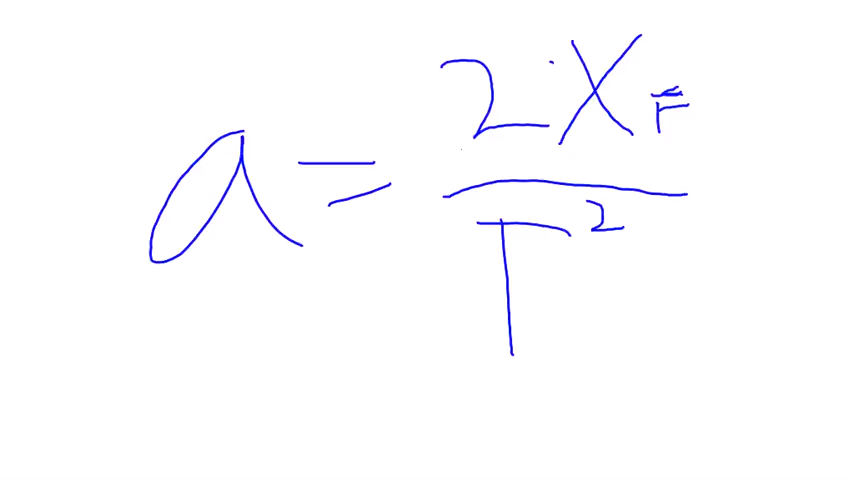 a = 2X_F / T^2